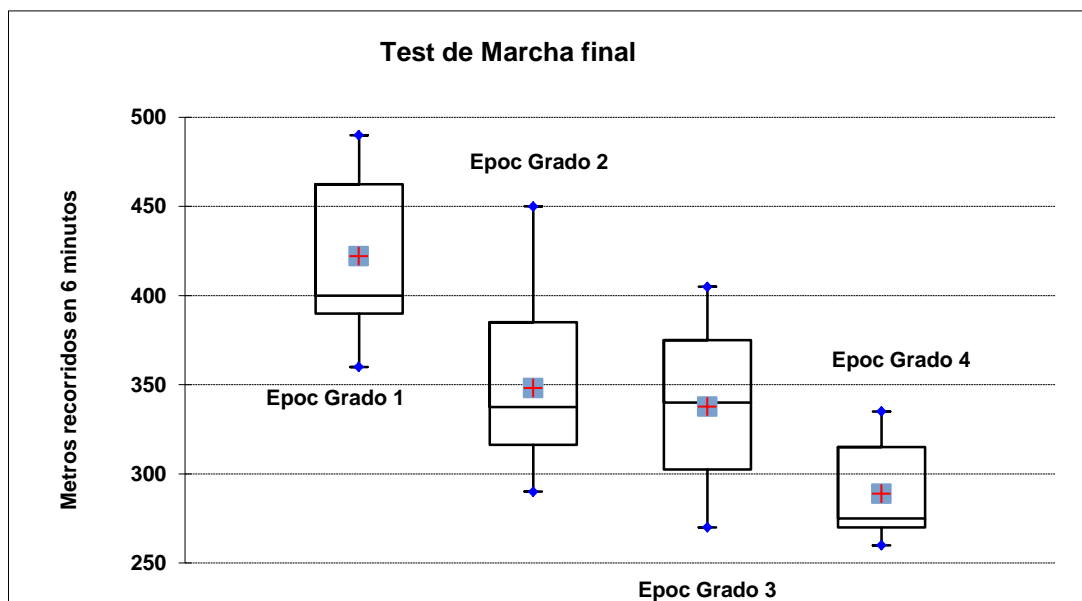 Test de Marcha final
Metros recorridos en 6 minutos
500
450
400
350
300
250
Epoc Grado 1
Epoc Grado 2
Epoc Grado 3
Epoc Grado 4